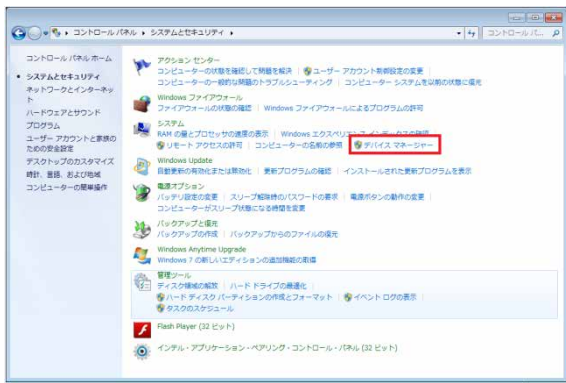 コントロール パネル ▸ システムとセキュリティ ▸
コントロール パ...
コントロール パネル ホーム
システムとセキュリティ
ネットワークとインターネッ
ト
ハードウェアとサウンド
プログラム
ユーザー アカウントと家族の
ための安全設定
デスクトップのカスタマイズ
時計、言語、および地域
コンピューターの簡単操作
アクション センター
コンピューターの状態を確認して問題を解決 | ユーザー アカウント制御設定の変更 |
コンピューターの一般的な問題のトラブルシューティング | コンピューター システムを以前の状態に復元
Windows ファイアウォール
ファイアウォールの状態の確認 | Windows ファイアウォールによるプログラムの許可
システム
RAM の量とプロセッサの速度の表示 | Windows エクスペリエンス インデックスの確認
リモート アクセスの許可 | コンピューターの名前の参照 | デバイス マネージャー
Windows Update
自動更新の有効化または無効化 | 更新プログラムの確認 | インストールされた更新プログラムを表示
電源オプション
バッテリ設定の変更 | スリープ解除時のパスワードの要求 | 電源ボタンの動作の変更 |
コンピューターがスリープ状態になる時間を変更
バックアップと復元
バックアップの作成 | バックアップからのファイルの復元
Windows Anytime Upgrade
Windows 7 の新しいエディションの追加機能の取得
管理ツール
ディスク領域の解放 | ハード ドライブの最適化 |
ハード ディスク パーティションの作成とフォーマット | イベント ログの表示 |
タスクのスケジュール
Flash Player (32 ビット)
インテル・アプリケーション・ペアリング・コントロール・パネル (32 ビット)